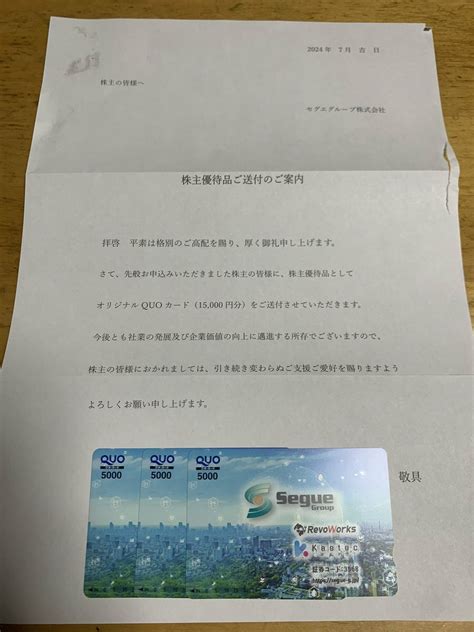 2024年 7月 吉日
株主の皆様へ
セグエグループ株式会社
株主優待品ご送付のご案内
拝啓 平素は格別のご高配を賜り、厚く御礼申し上げます。
さて、先般お申込みいただきました株主の皆様に、株主優待品として
オリジナルQUOカード（15,000円分）をご送付させていただきます。
今後とも社業の発展及び企業価値の向上に邁進する所存でございますので、
株主の皆様におかれましては、引き続き変わらぬご支援ご愛好を賜りますよう
よろしくお願い申し上げます。
敬具
QUO
5000
QUO
5000
QUO
5000
Segue
Group
RevoWorks
証券コード:3968